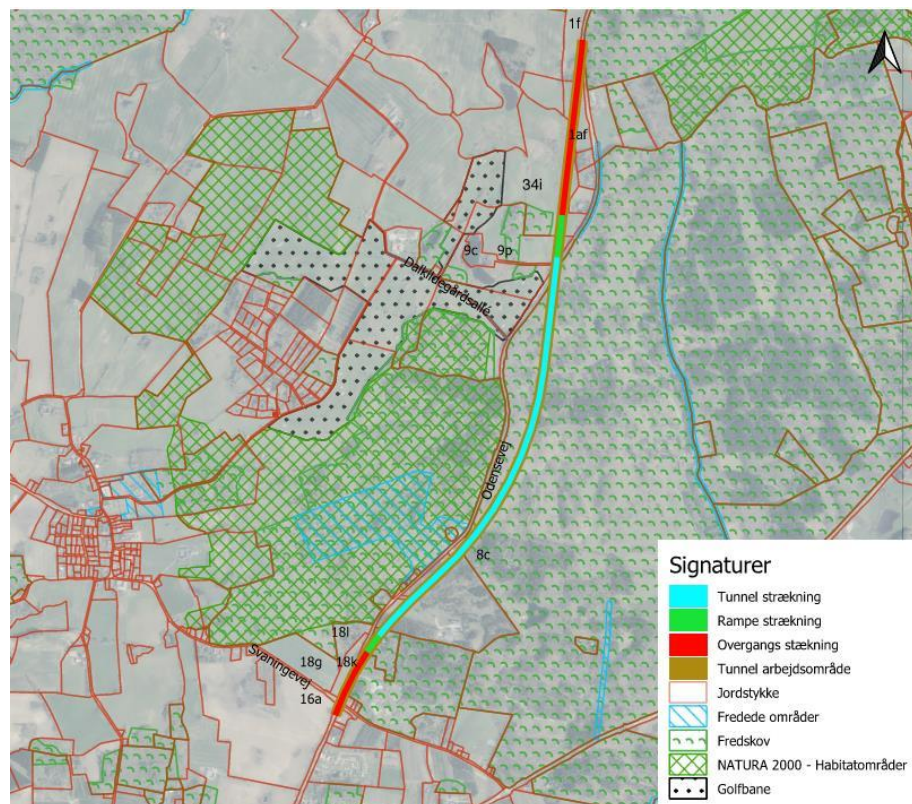 1f
1af
34i
9c
9p
Dalkildegårdsallé
Odensevej
8c
18l
18g
18k
Svaningevej
16a
Signaturer
Tunnel strækning
Rampe strækning
Overgangs stækning
Tunnel arbejdsområde
Jordstykke
Fredede områder
Fredskov
NATURA 2000 - Habitatområder
Golfbane